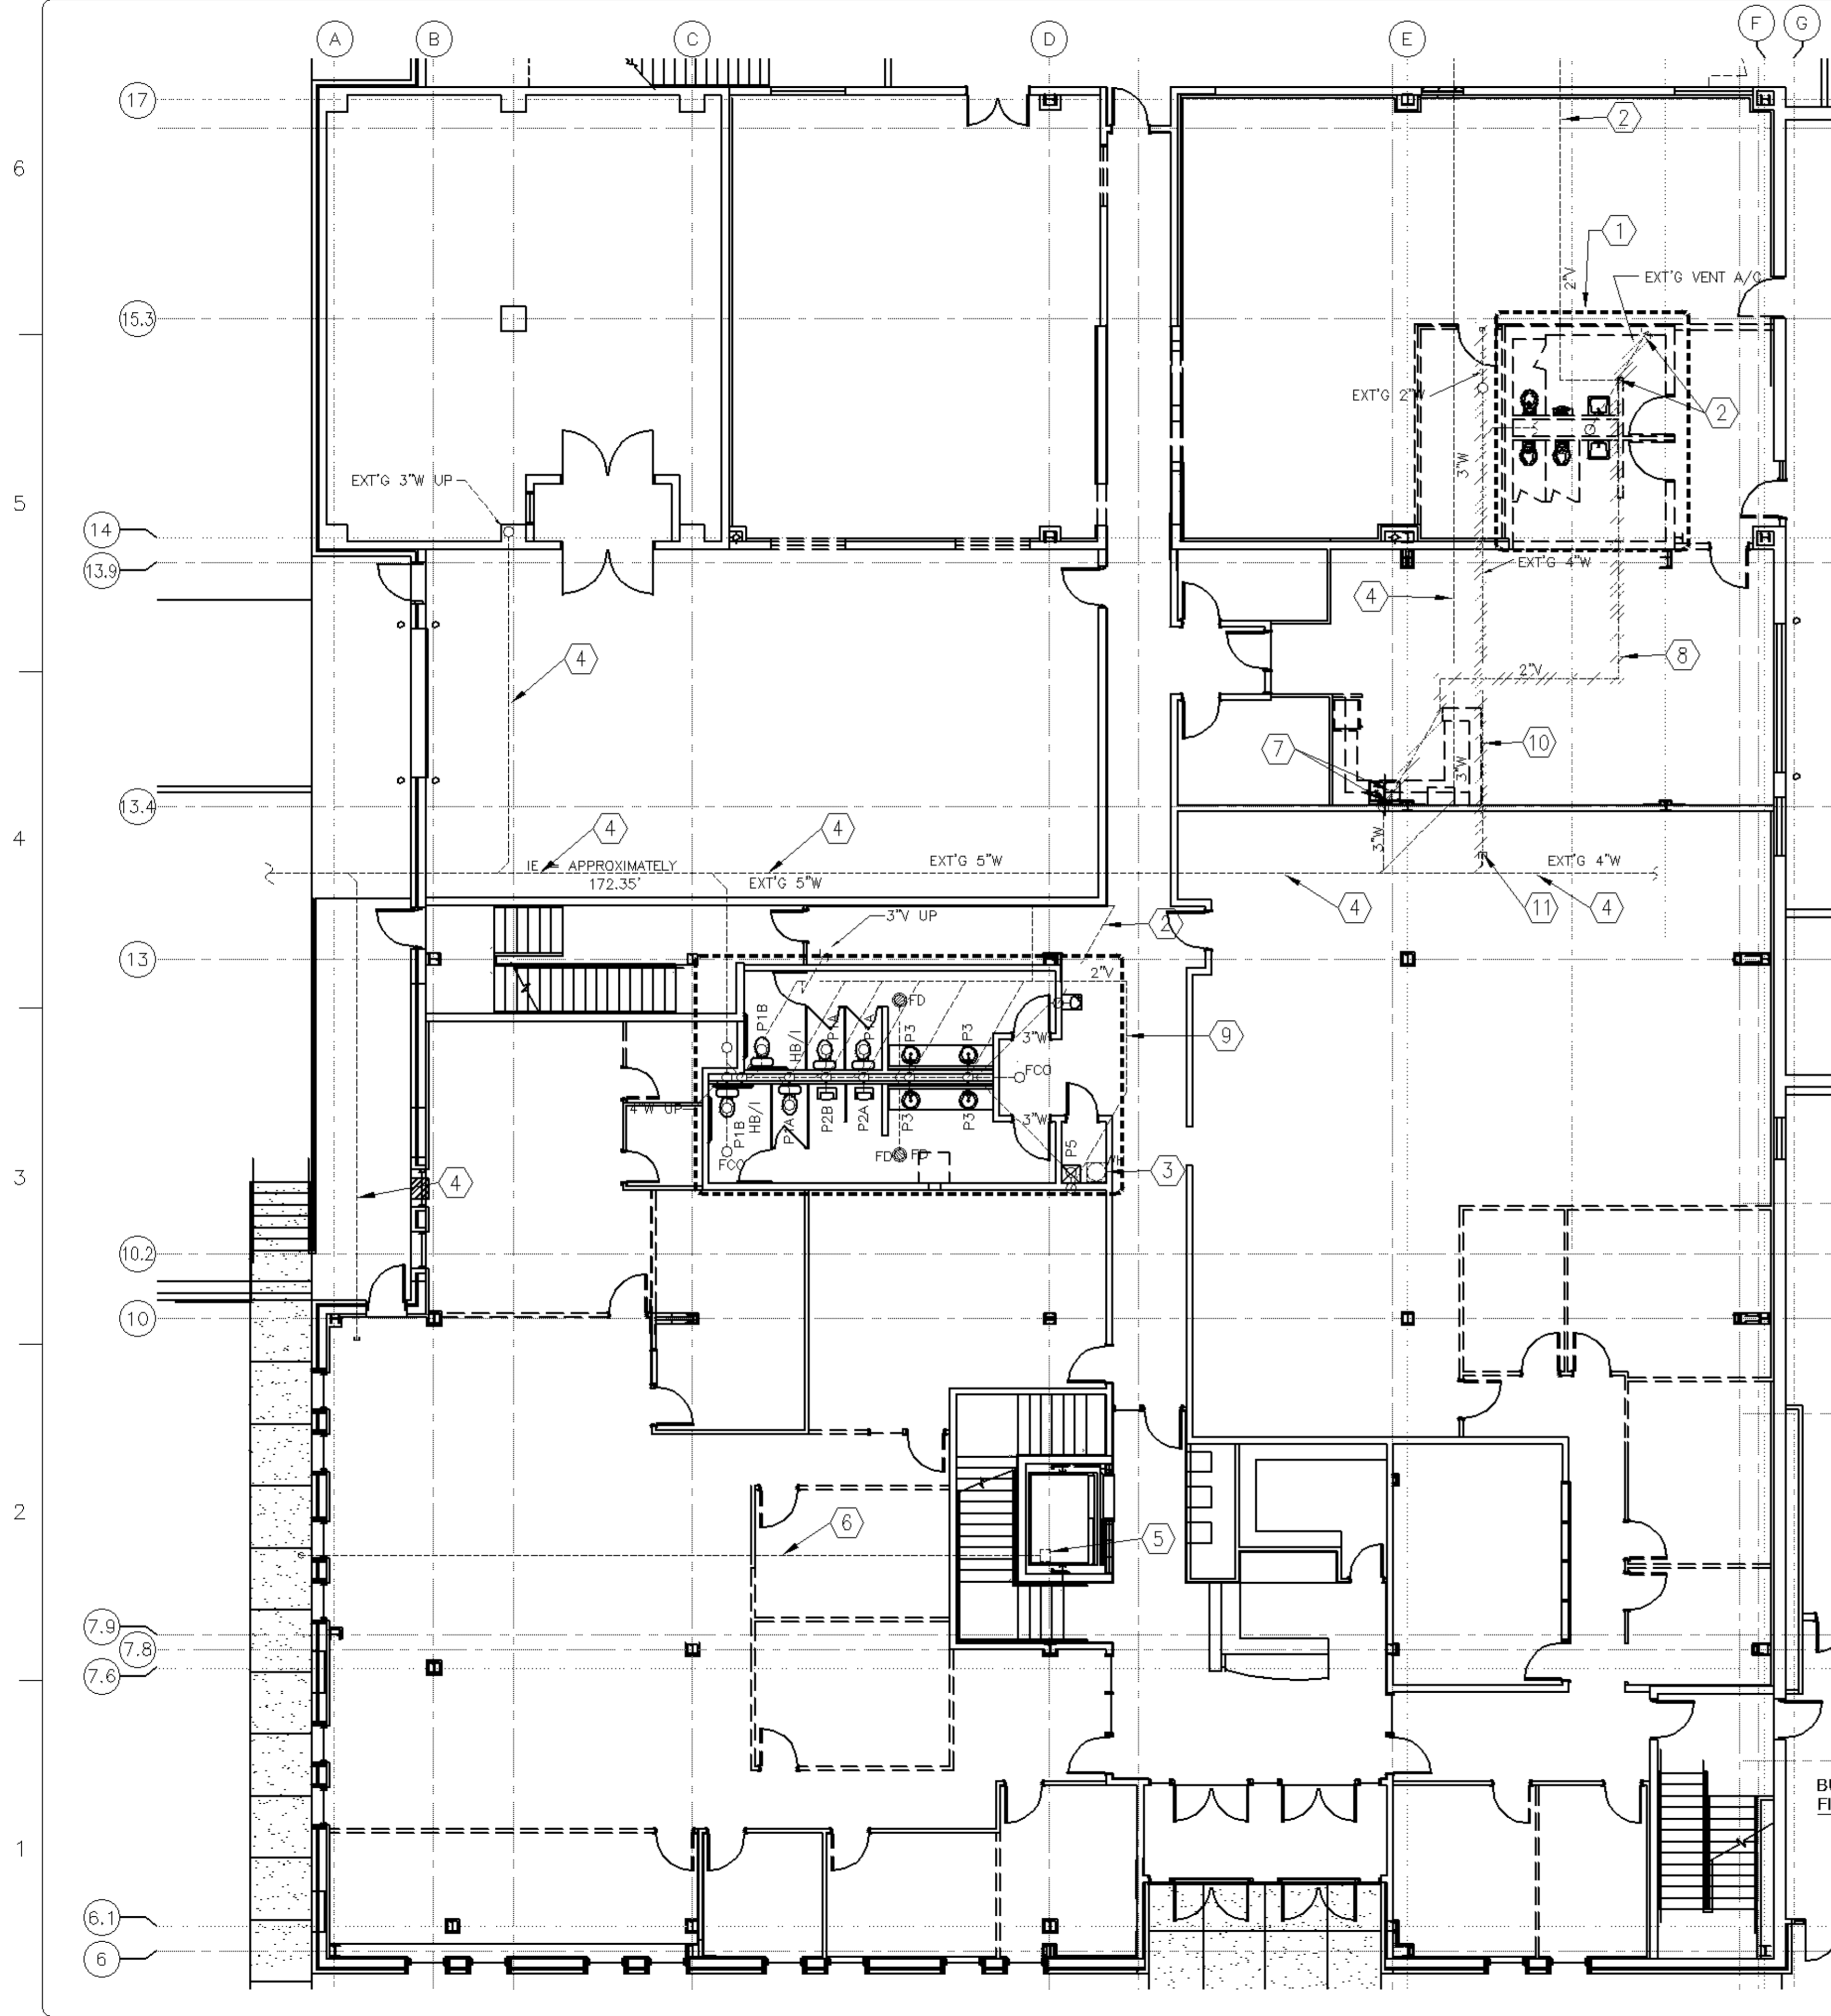 A
B
C
D
E
F
G
17
2
6
1
2"V
EXT'G VENT A/C
15.3
EXT'G 2"W
2
3"W
EXT'G 3"W UP
5
14
EXT'G 4"W
13.9
4
4
8
2"V
7
10
3"W
13.4
4
4
4
3"W
IE = APPROXIMATELY
172.35'
EXT'G 5"W
EXT'G 5"W
EXT'G 4"W
4
11
4
3"V UP
2
13
2"V
FD
P1B
HB/I
P1A
P1A
P3
P3
3"W
9
FCO
4"W UP
P1B
HB/I
P1A
P2B
P2A
P3
P3
3"W
FCO
FD
FD
P5
WH
3
4
3
10.2
10
2
6
5
7.9
7.8
7.6
1
6.1
6